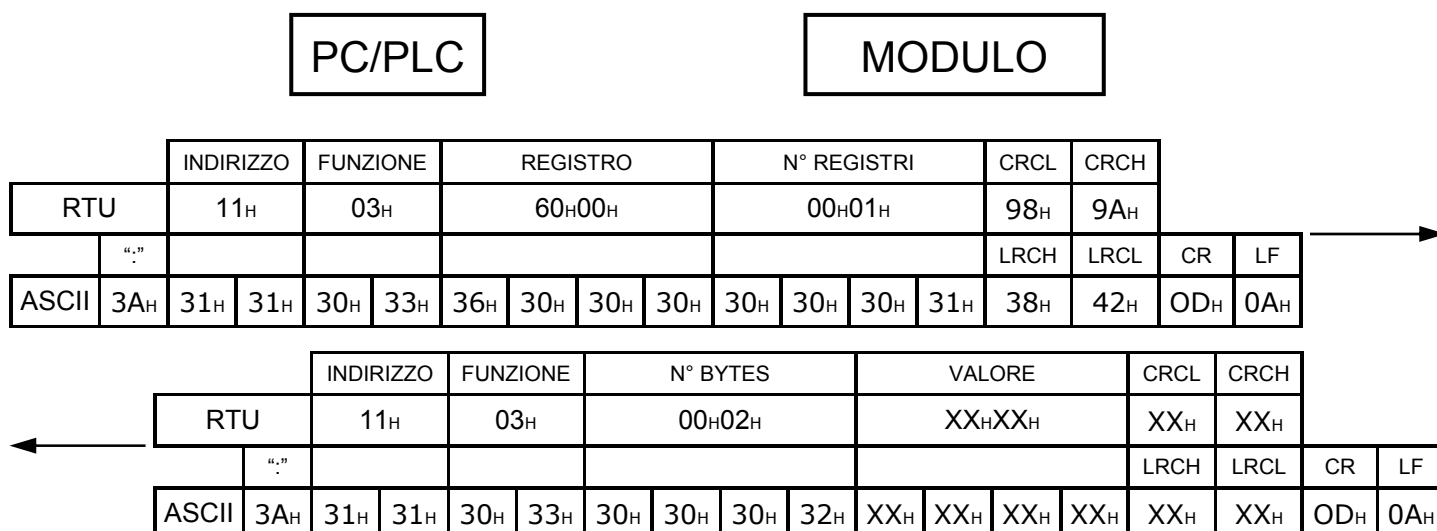 PC/PLC MODULO
INDIRIZZO FUNZIONE REGISTRO N° REGISTRI CRCL CRCH
RTU 11H 03H 60H00H 00H01H 98H 9AH
“:” LRCH LRCL CR LF
ASCII 3AH 31H 31H 30H 33H 36H 30H 30H 30H 30H 30H 30H 31H 38H 42H ODH 0AH
INDIRIZZO FUNZIONE N° BYTES VALORE CRCL CRCH
RTU 11H 03H 00H02H XXHXXH XXH XXH
“:” LRCH LRCL CR LF
ASCII 3AH 31H 31H 30H 33H 30H 30H 30H 32H XXH XXH XXH XXH XXH XXH ODH 0AH